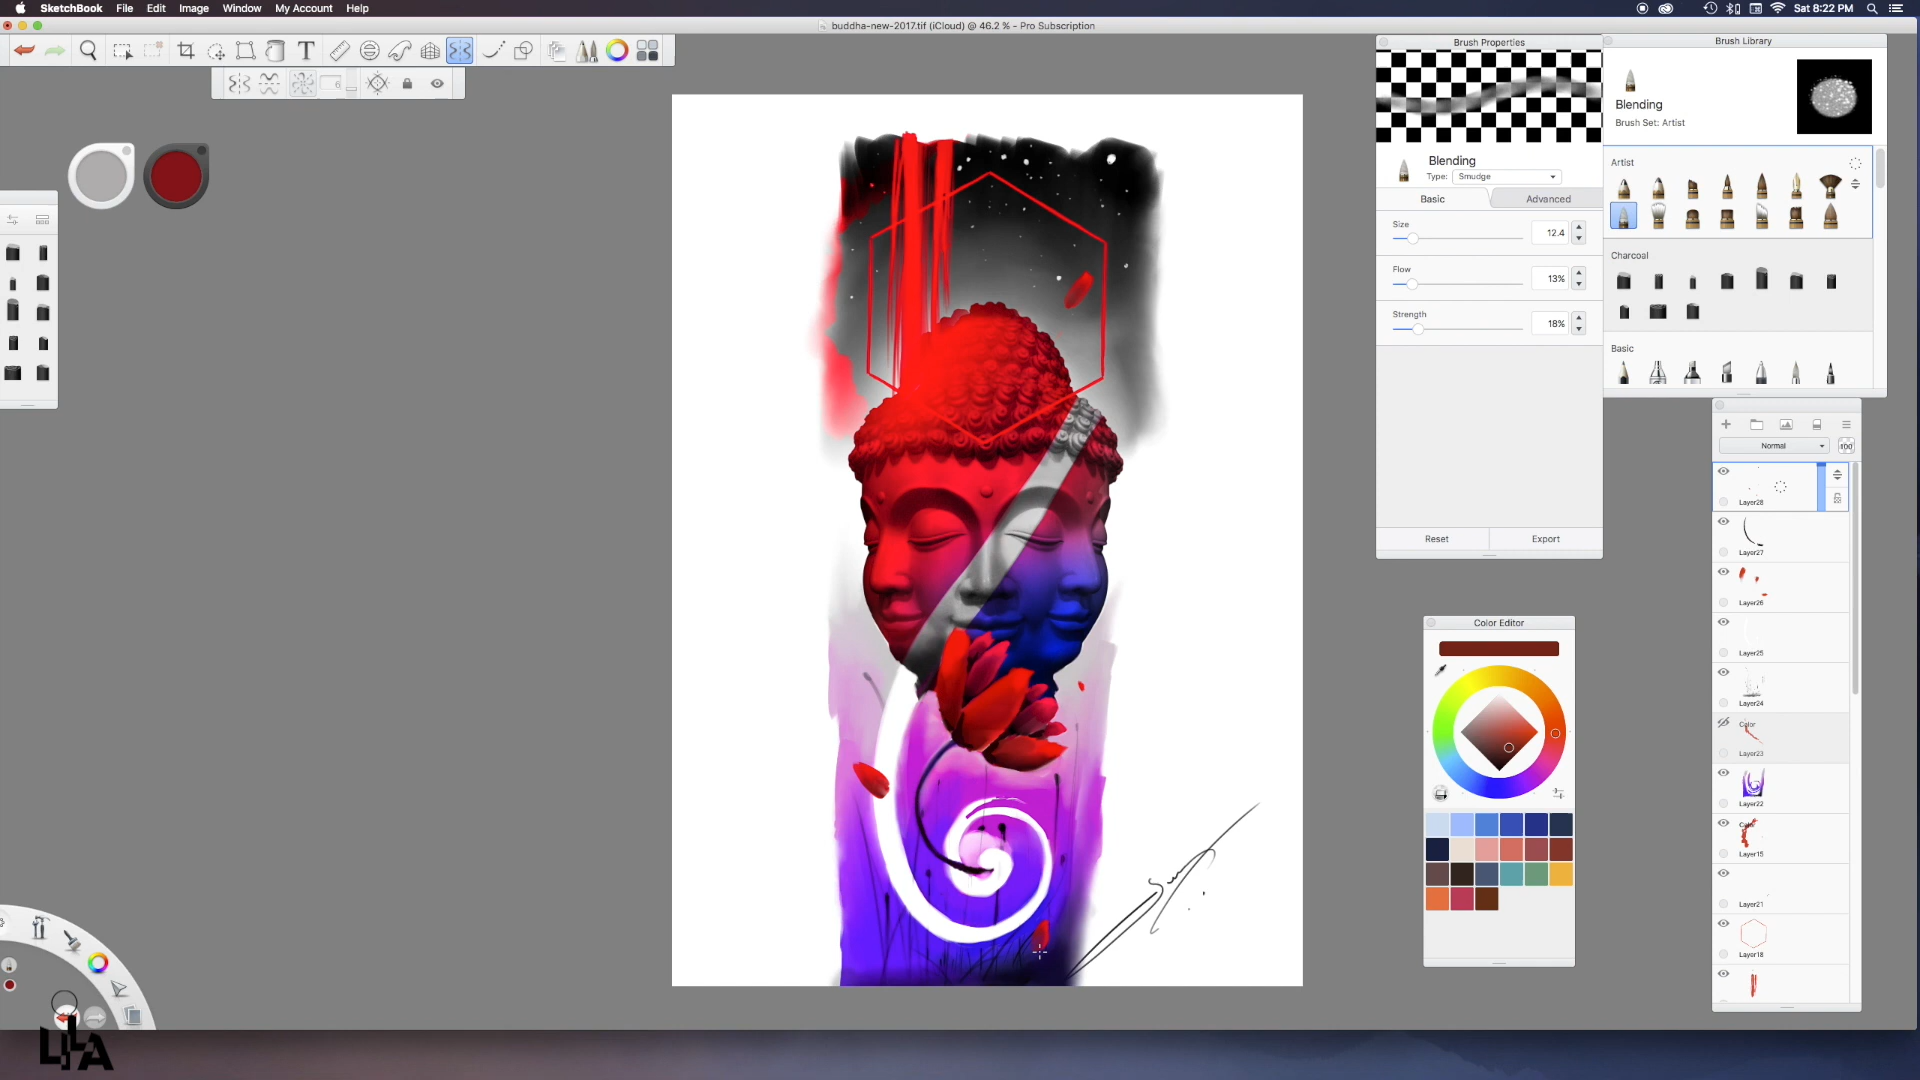 SketchBook File Edit Image Window My Account Help
Sat 8:22 PM
buddha-new-2017.tif (iCloud) @ 46.2 % - Pro Subscription
T
6
Brush Properties
Blending
Type: Smudge
Basic Advanced
Size
12.4
Flow
13%
Strength
18%
Reset Export
Brush Library
Blending
Brush Set: Artist
Artist
Charcoal
Basic
Normal 100
Layer28
Layer27
Layer26
Layer25
Layer24
Color
Layer23
Layer22
Color
Layer15
Layer21
Layer18
Color Editor
LILA